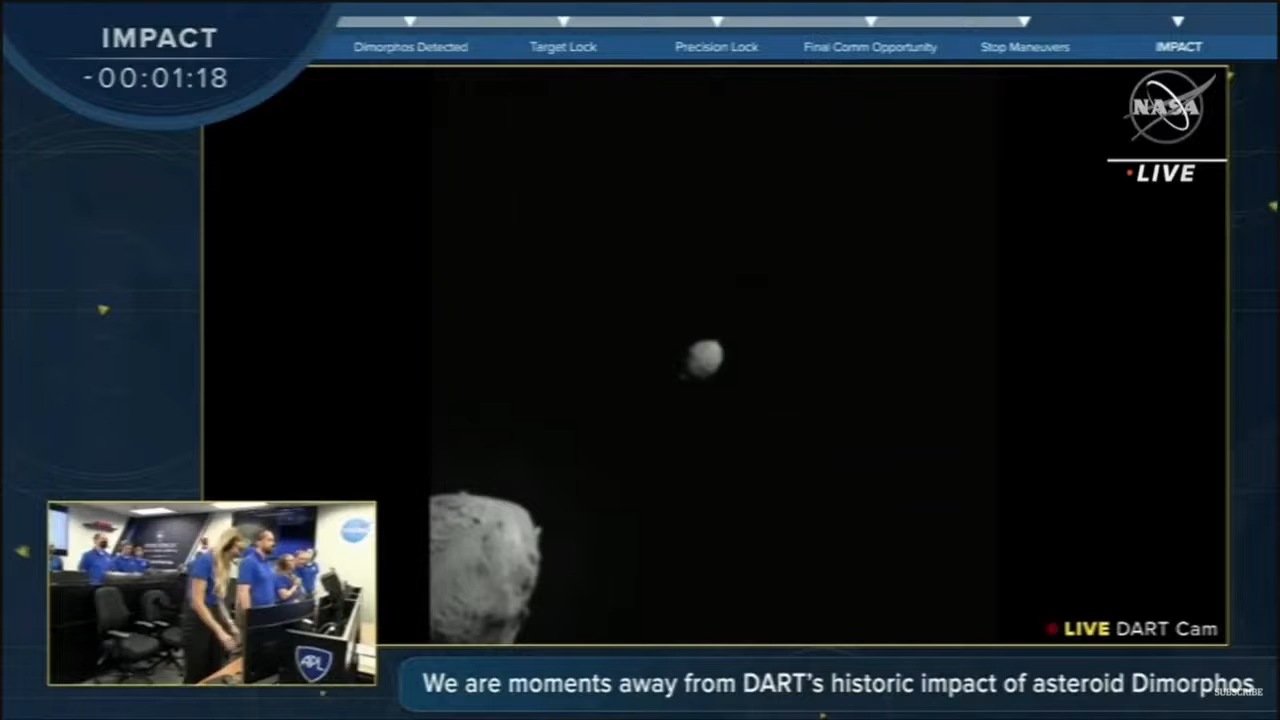 IMPACT
-00:01:18
Dimorphos Detected
Target Lock
Precision Lock
Final Comm Opportunity
Stop Maneuvers
IMPACT
NASA
LIVE
APL
LIVE DART Cam
We are moments away from DART's historic impact of asteroid Dimorphos
SUBSCRIBE